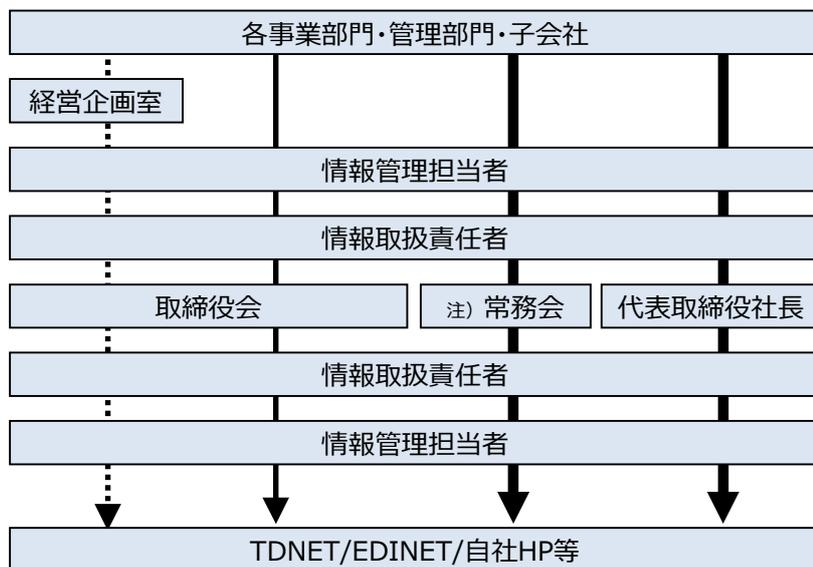 各事業部門・管理部門・子会社
経営企画室
情報管理担当者
情報取扱責任者
取締役会
注）常務会
代表取締役社長
情報取扱責任者
情報管理担当者
TDNET/EDINET/自社HP等